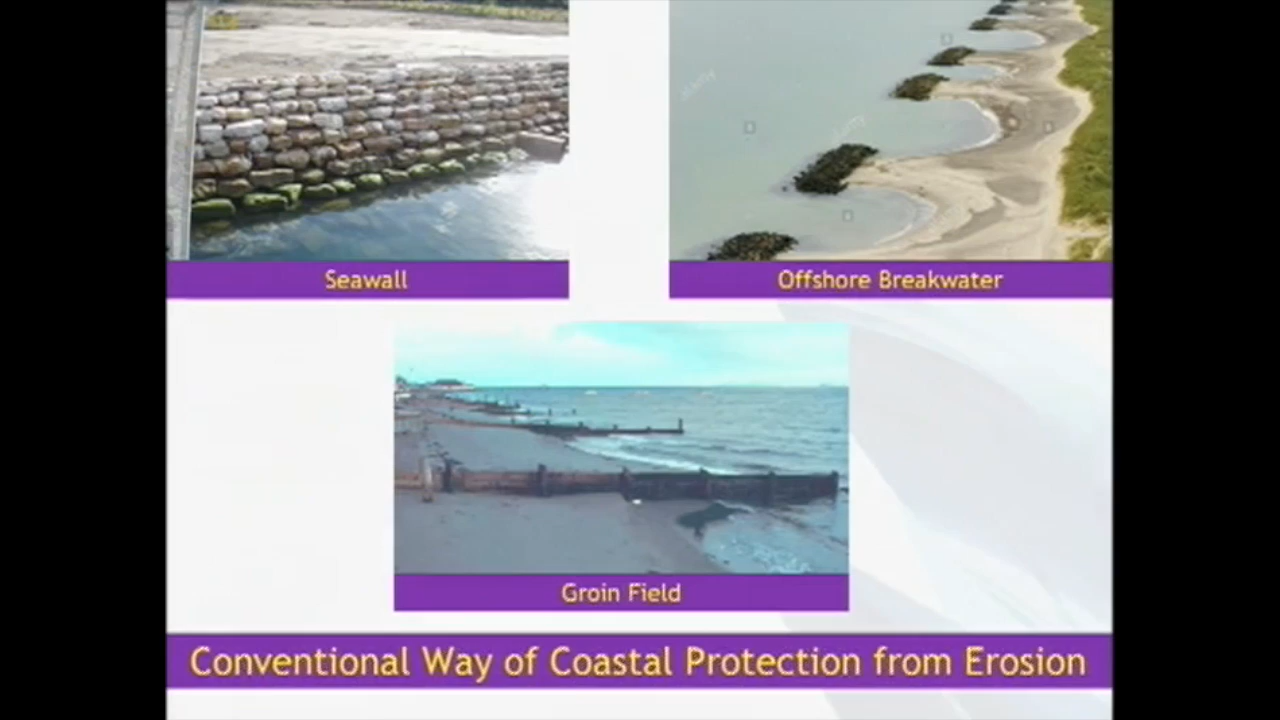 Seawall
Offshore Breakwater
Groin Field
Conventional Way of Coastal Protection from Erosion